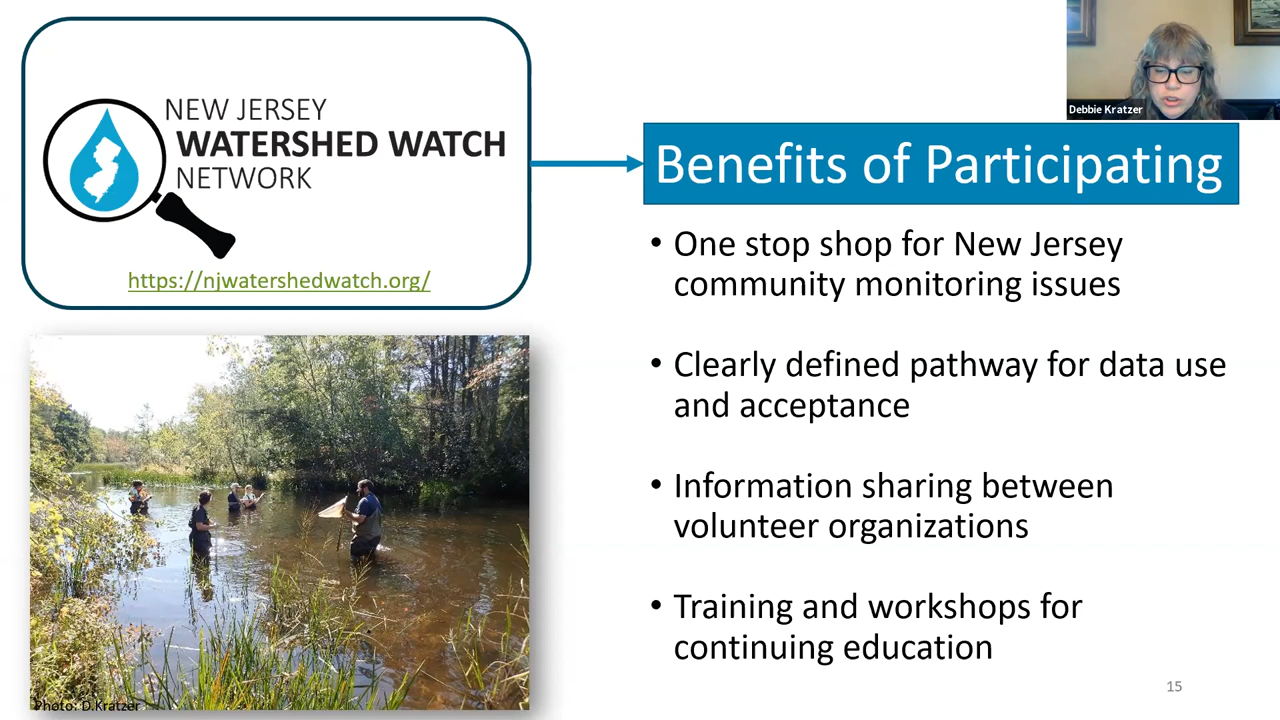 NEW JERSEY
WATERSHED WATCH
NETWORK
https://njwatershedwatch.org/
Debbie Kratzer
Benefits of Participating
• One stop shop for New Jersey
community monitoring issues
• Clearly defined pathway for data use
and acceptance
• Information sharing between
volunteer organizations
• Training and workshops for
continuing education
Photo: D.Kratzer
15